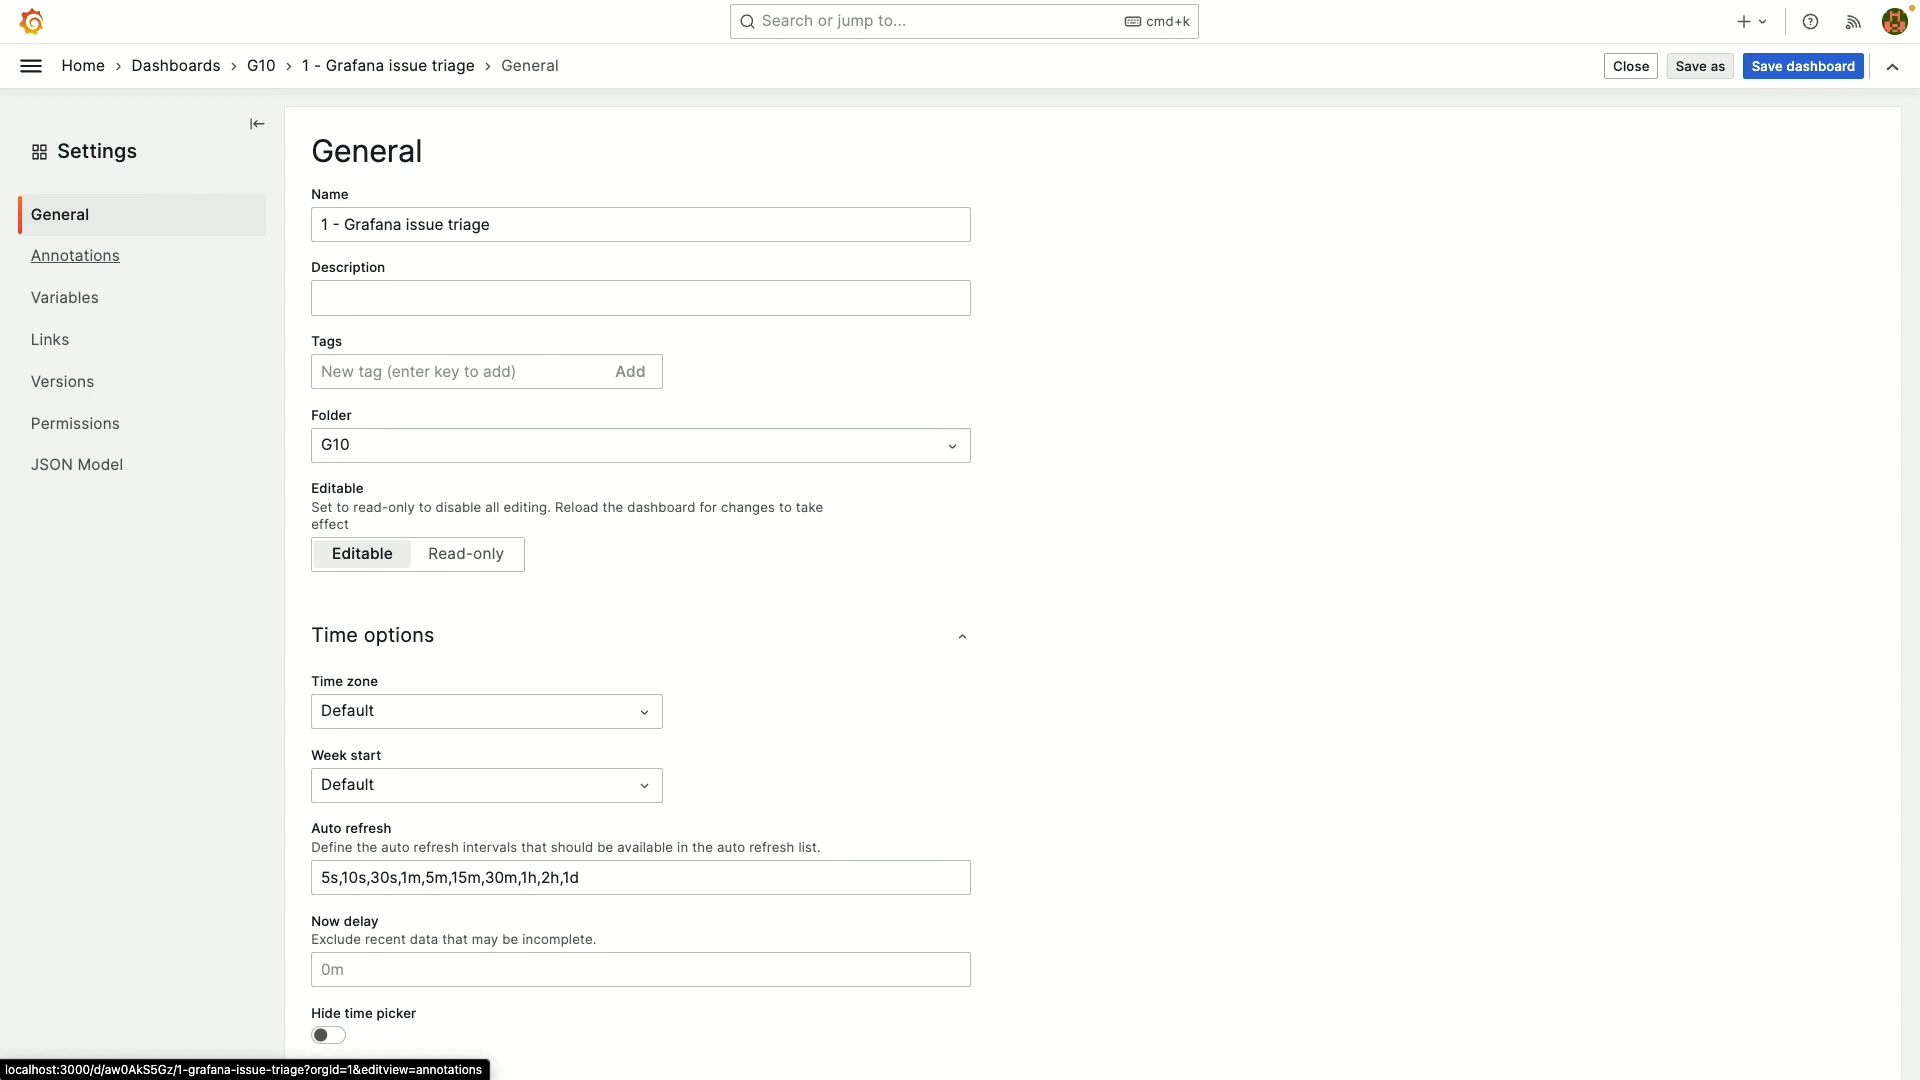 Search or jump to...
cmd+k
Home › Dashboards › G10 › 1 - Grafana issue triage › General
Close
Save as
Save dashboard
Settings
General
Annotations
Variables
Links
Versions
Permissions
JSON Model
General
Name
1 - Grafana issue triage
Description
Tags
New tag (enter key to add)
Add
Folder
G10
Editable
Set to read-only to disable all editing. Reload the dashboard for changes to take
effect
Editable
Read-only
Time options
Time zone
Default
Week start
Default
Auto refresh
Define the auto refresh intervals that should be available in the auto refresh list.
5s,10s,30s,1m,5m,15m,30m,1h,2h,1d
Now delay
Exclude recent data that may be incomplete.
0m
Hide time picker
localhost:3000/d/aw0AkS5Gz/1-grafana-issue-triage?orgId=1&editview=annotations